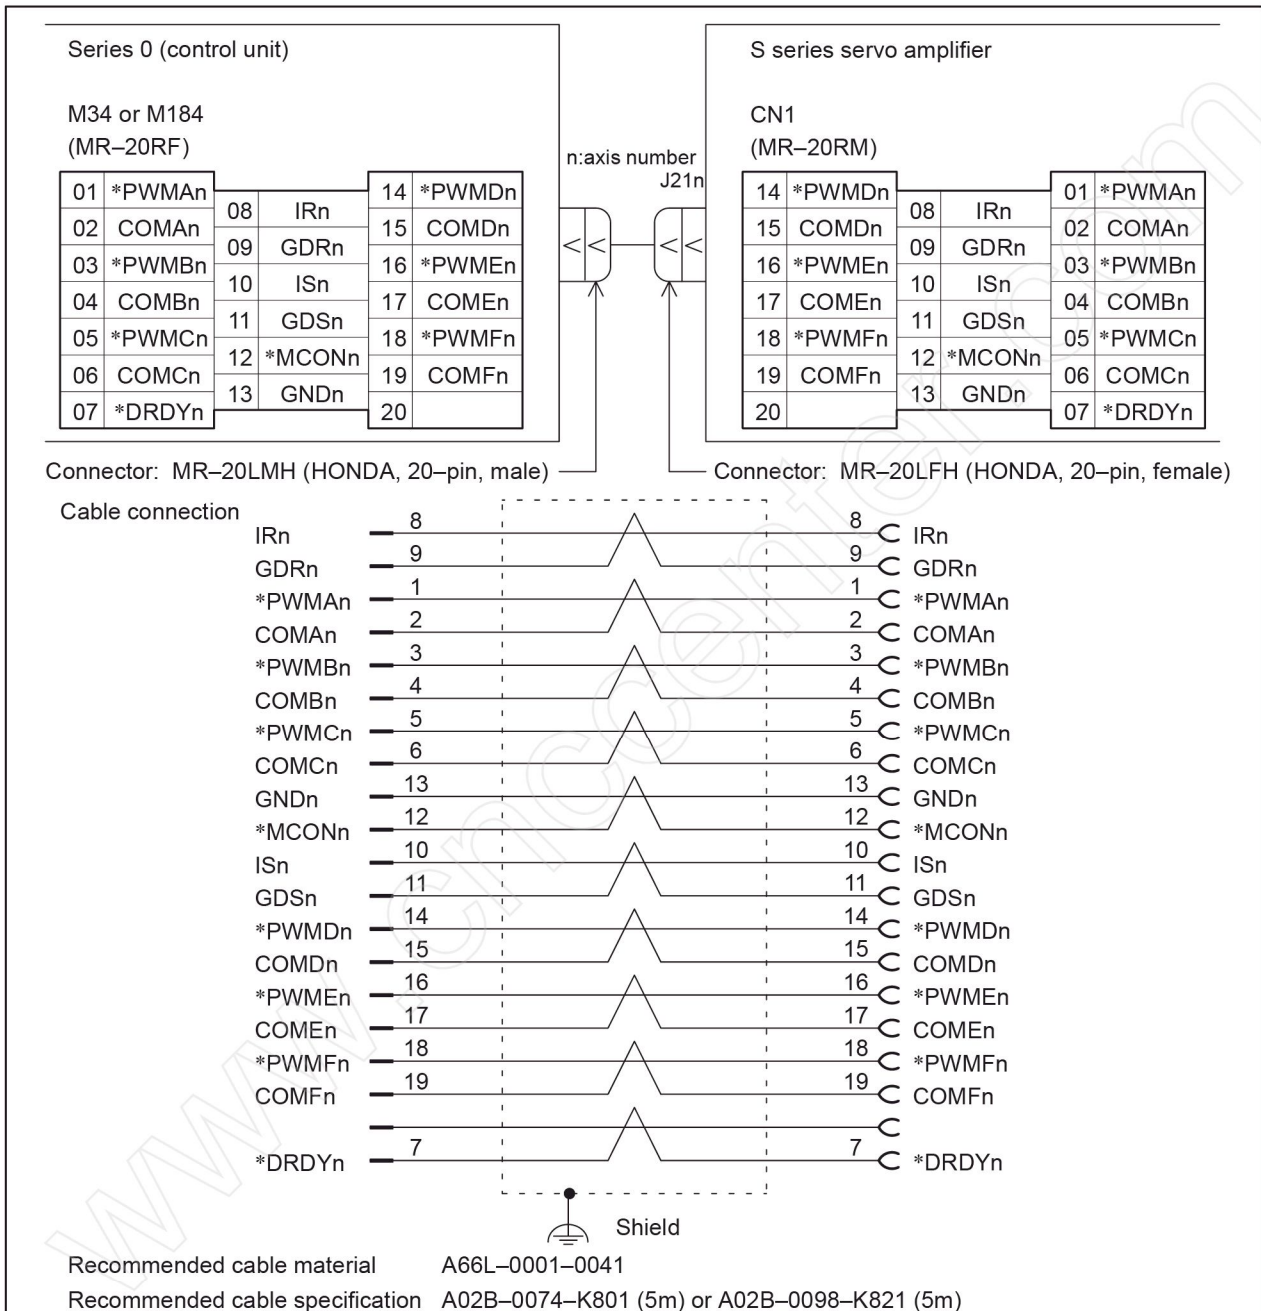 Series 0 (control unit)
S series servo amplifier
M34 or M184
(MR–20RF)
CN1
(MR–20RM)
n:axis number
J21n
01 *PWMAn
02 COMAn
03 *PWMBn
04 COMBn
05 *PWMCn
06 COMCn
07 *DRDYn
08 IRn
09 GDRn
10 ISn
11 GDSn
12 *MCONn
13 GNDn
14 *PWMDn
15 COMDn
16 *PWMEn
17 COMEn
18 *PWMFn
19 COMFn
20
14 *PWMDn
15 COMDn
16 *PWMEn
17 COMEn
18 *PWMFn
19 COMFn
20
08 IRn
09 GDRn
10 ISn
11 GDSn
12 *MCONn
13 GNDn
01 *PWMAn
02 COMAn
03 *PWMBn
04 COMBn
05 *PWMCn
06 COMCn
07 *DRDYn
Connector: MR–20LMH (HONDA, 20–pin, male)
Connector: MR–20LFH (HONDA, 20–pin, female)
Cable connection
IRn 8 8 IRn
GDRn 9 9 GDRn
*PWMAn 1 1 *PWMAn
COMAn 2 2 COMAn
*PWMBn 3 3 *PWMBn
COMBn 4 4 COMBn
*PWMCn 5 5 *PWMCn
COMCn 6 6 COMCn
GNDn 13 13 GNDn
*MCONn 12 12 *MCONn
ISn 10 10 ISn
GDSn 11 11 GDSn
*PWMDn 14 14 *PWMDn
COMDn 15 15 COMDn
*PWMEn 16 16 *PWMEn
COMEn 17 17 COMEn
*PWMFn 18 18 *PWMFn
COMFn 19 19 COMFn
*DRDYn 7 7 *DRDYn
Shield
Recommended cable material A66L–0001–0041
Recommended cable specification A02B–0074–K801 (5m) or A02B–0098–K821 (5m)
www.cnccenter.com